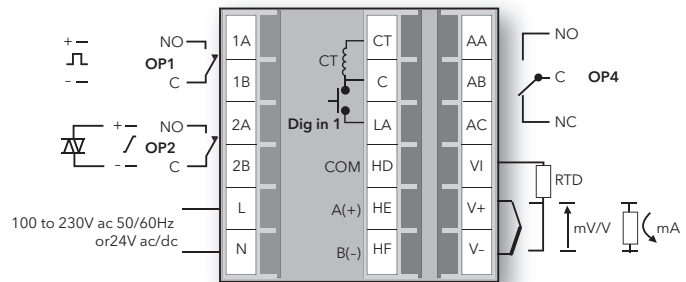 + -
NO
OP1
C
- -
1A
1B
CT
CT
C
AA
AB
NO
C OP4
NC
+ -
NO
OP2
C
- -
2A
2B
Dig in 1
LA
COM HD
AC
VI
RTD
100 to 230V ac 50/60Hz
or24V ac/dc
L
N
A(+) HE
B(-) HF
V+
V-
mV/V
mA